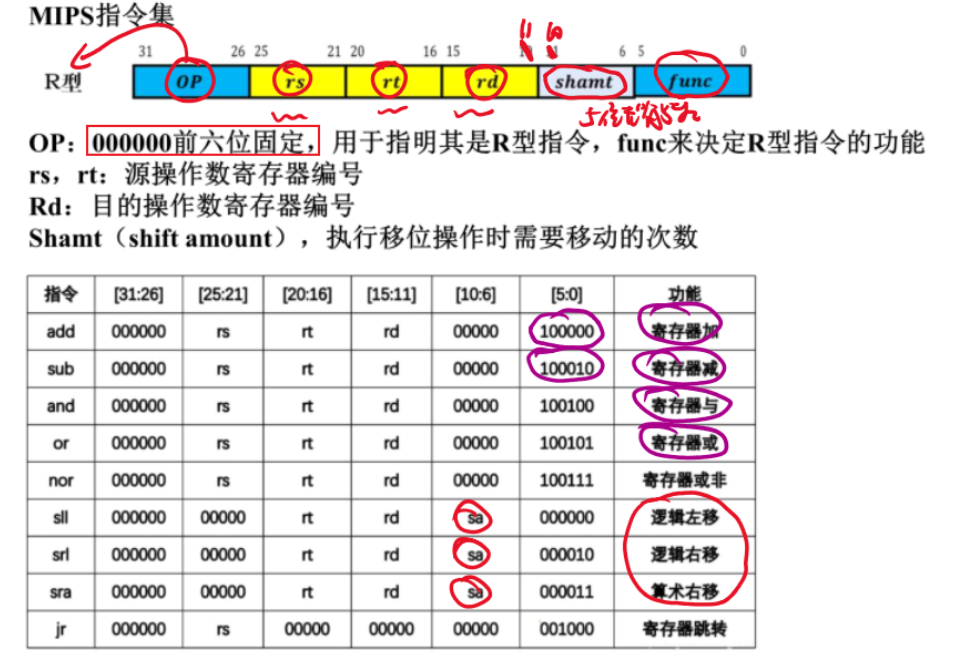 MIPS指令集
11 10
31 26 25 21 20 16 15 6 5 0
R型 OP rs rt rd shamt func
OP：000000前六位固定，用于指明其是R型指令，func来决定R型指令的功能
rs，rt：源操作数寄存器编号
Rd：目的操作数寄存器编号
Shamt（shift amount），执行移位操作时需要移动的次数
指令 [31:26] [25:21] [20:16] [15:11] [10:6] [5:0] 功能
add 000000 rs rt rd 00000 100000 寄存器加
sub 000000 rs rt rd 00000 100010 寄存器减
and 000000 rs rt rd 00000 100100 寄存器与
or 000000 rs rt rd 00000 100101 寄存器或
nor 000000 rs rt rd 00000 100111 寄存器或非
sll 000000 00000 rt rd sa 000000 逻辑左移
srl 000000 00000 rt rd sa 000010 逻辑右移
sra 000000 00000 rt rd sa 000011 算术右移
jr 000000 rs 00000 00000 00000 001000 寄存器跳转